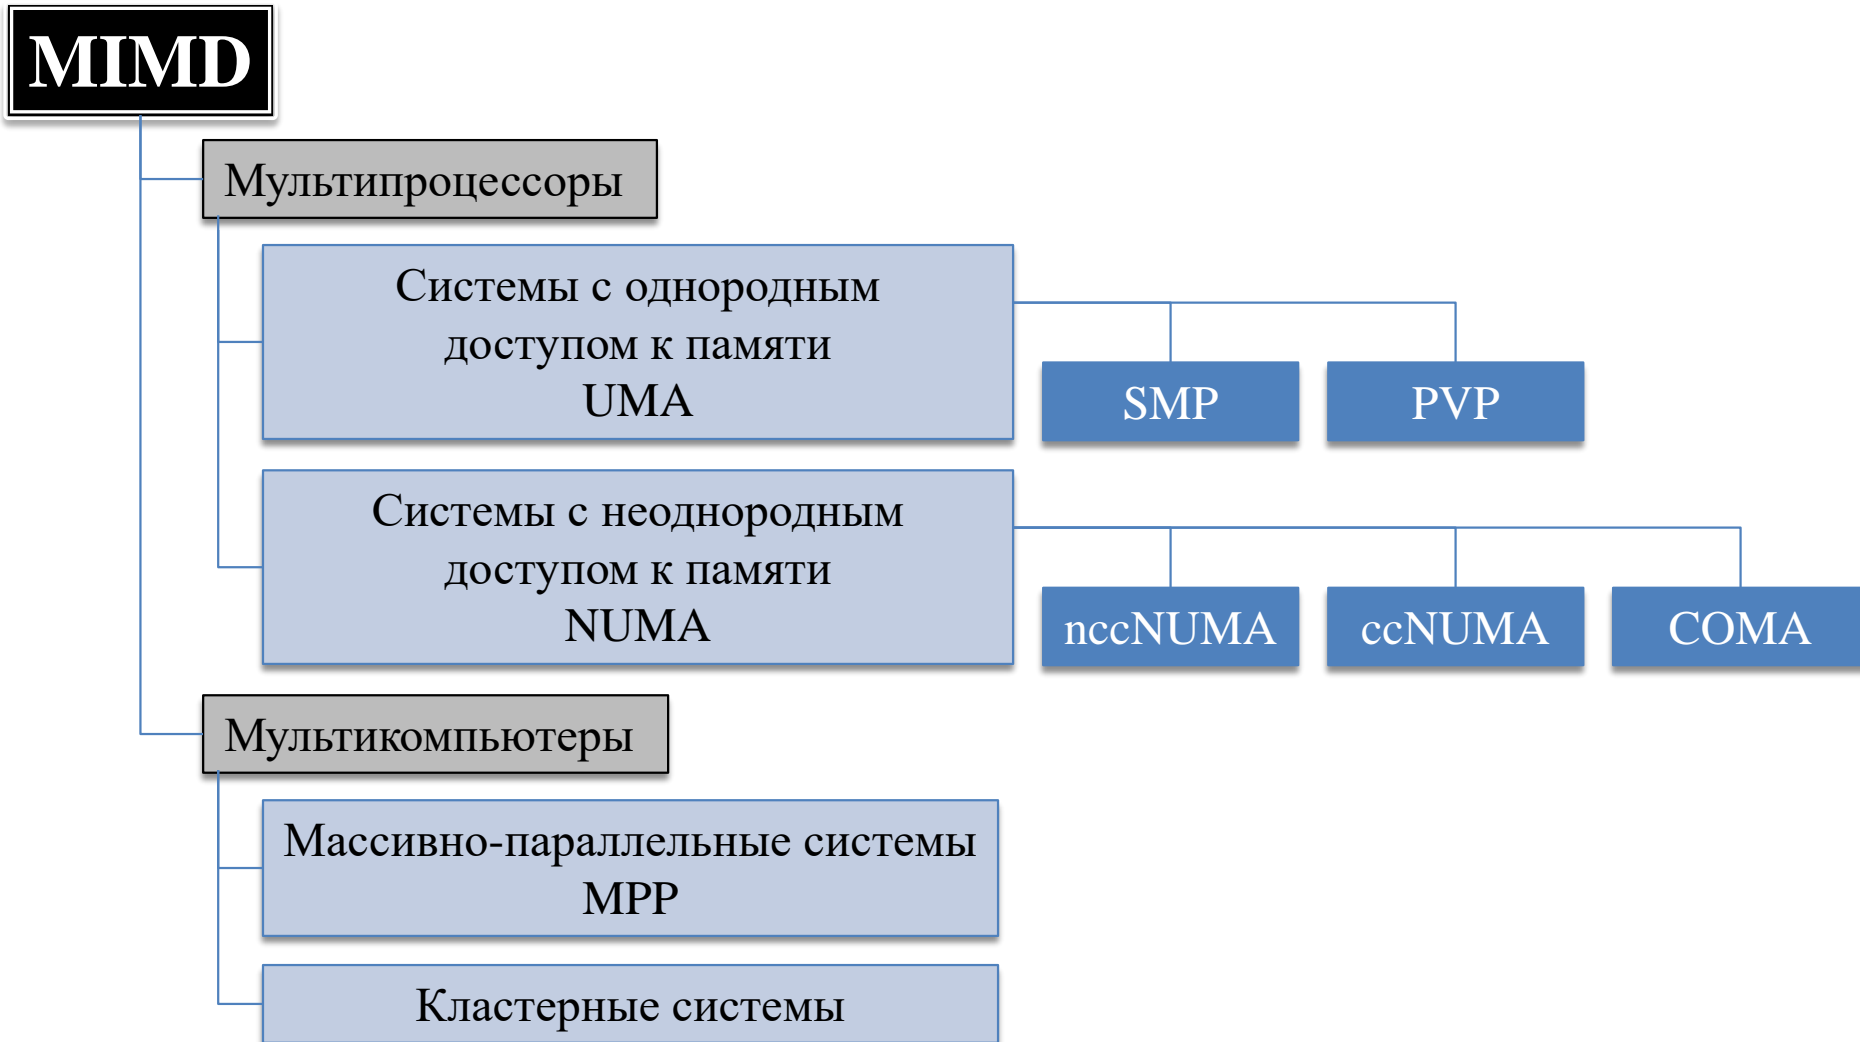 MIMD
Мультипроцессоры
Системы с однородным
доступом к памяти
UMA
SMP
PVP
Системы с неоднородным
доступом к памяти
NUMA
nccNUMA
ccNUMA
COMA
Мультикомпьютеры
Массивно-параллельные системы
MPP
Кластерные системы